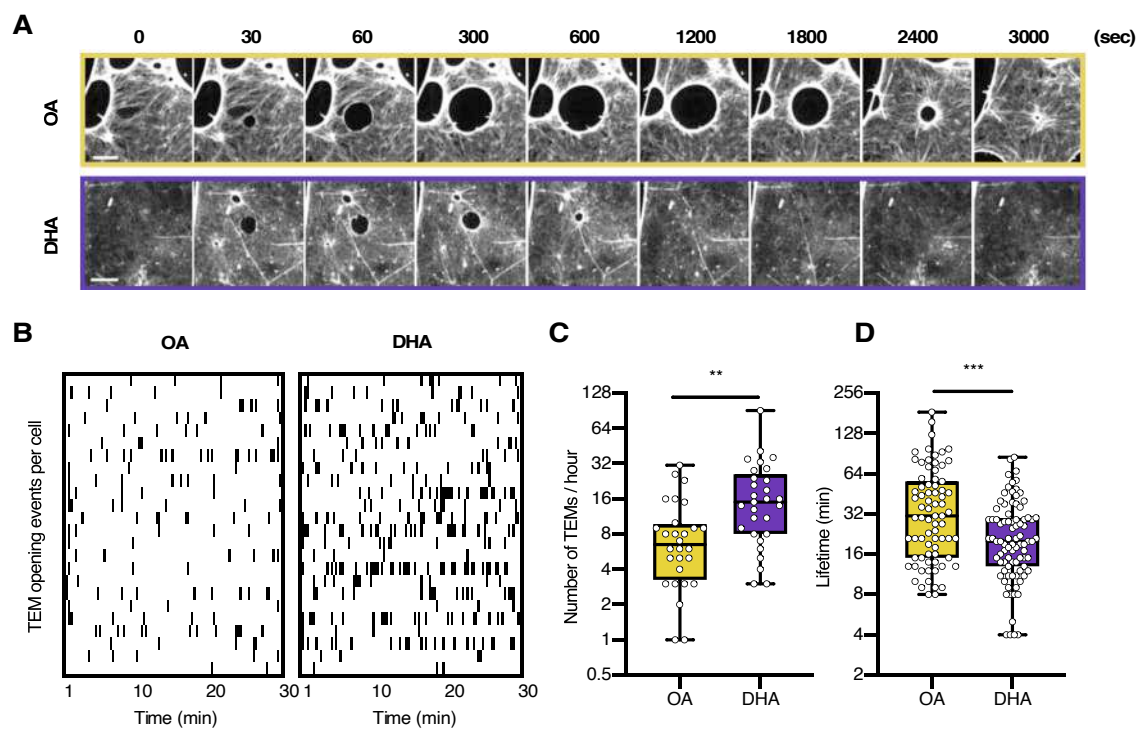 A
0 30 60 300 600 1200 1800 2400 3000 (sec)
OA
DHA
B
OA DHA
TEM opening events per cell
1 10 20 30 1 10 20 30
Time (min) Time (min)
C
**
Number of TEMs / hour
128
64
32
16
8
4
2
1
0.5
OA DHA
D
***
Lifetime (min)
256
128
64
32
16
8
4
2
OA DHA